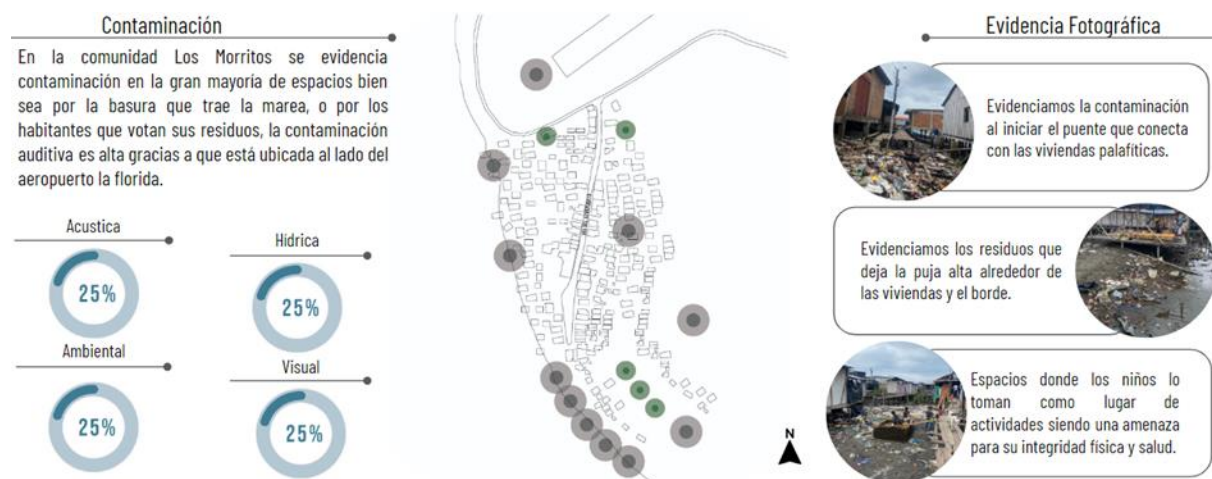 Contaminación
En la comunidad Los Morritos se evidencia
contaminación en la gran mayoría de espacios bien
sea por la basura que trae la marea, o por los
habitantes que votan sus residuos, la contaminación
auditiva es alta gracias a que está ubicada al lado del
aeropuerto la florida.
Acustica
25%
Hídrica
25%
Ambiental
25%
Visual
25%
N
Evidencia Fotográfica
Evidenciamos la contaminación
al iniciar el puente que conecta
con las viviendas palafíticas.
Evidenciamos los residuos que
deja la puja alta alrededor de
las viviendas y el borde.
Espacios donde los niños lo
toman como lugar de
actividades siendo una amenaza
para su integridad física y salud.